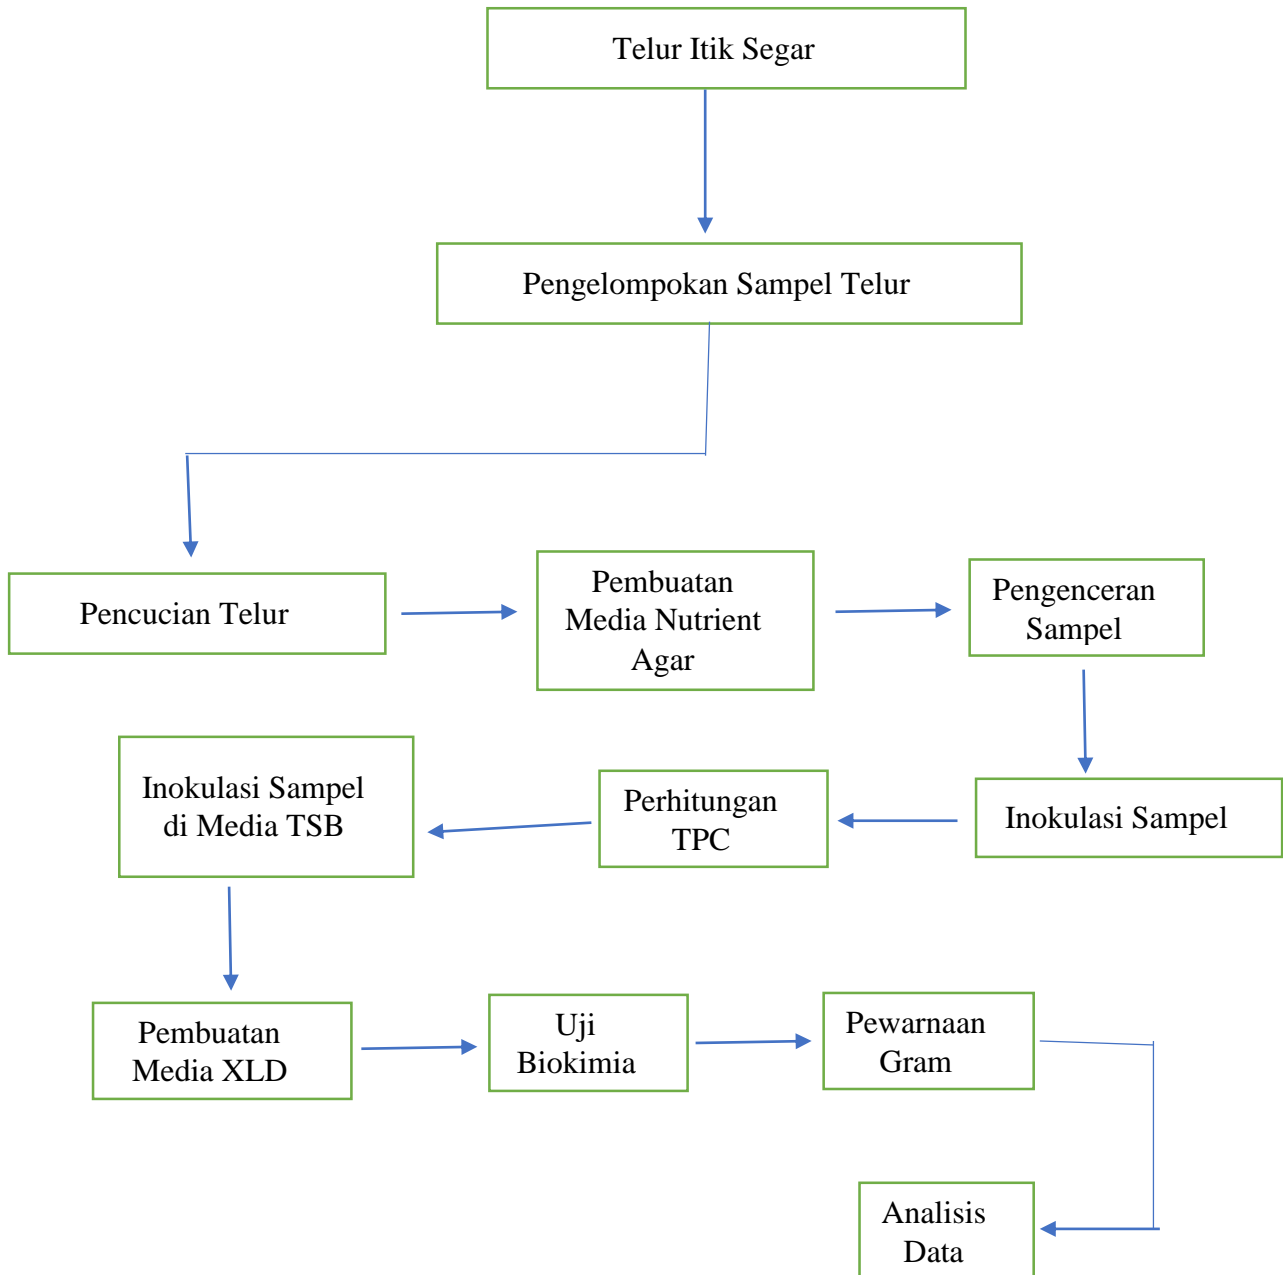 Telur Itik Segar
Pengelompokan Sampel Telur
Pencucian Telur
Pembuatan
Media Nutrient
Agar
Pengenceran
Sampel
Inokulasi Sampel
Perhitungan
TPC
Inokulasi Sampel
di Media TSB
Pembuatan
Media XLD
Uji
Biokimia
Pewarnaan
Gram
Analisis
Data